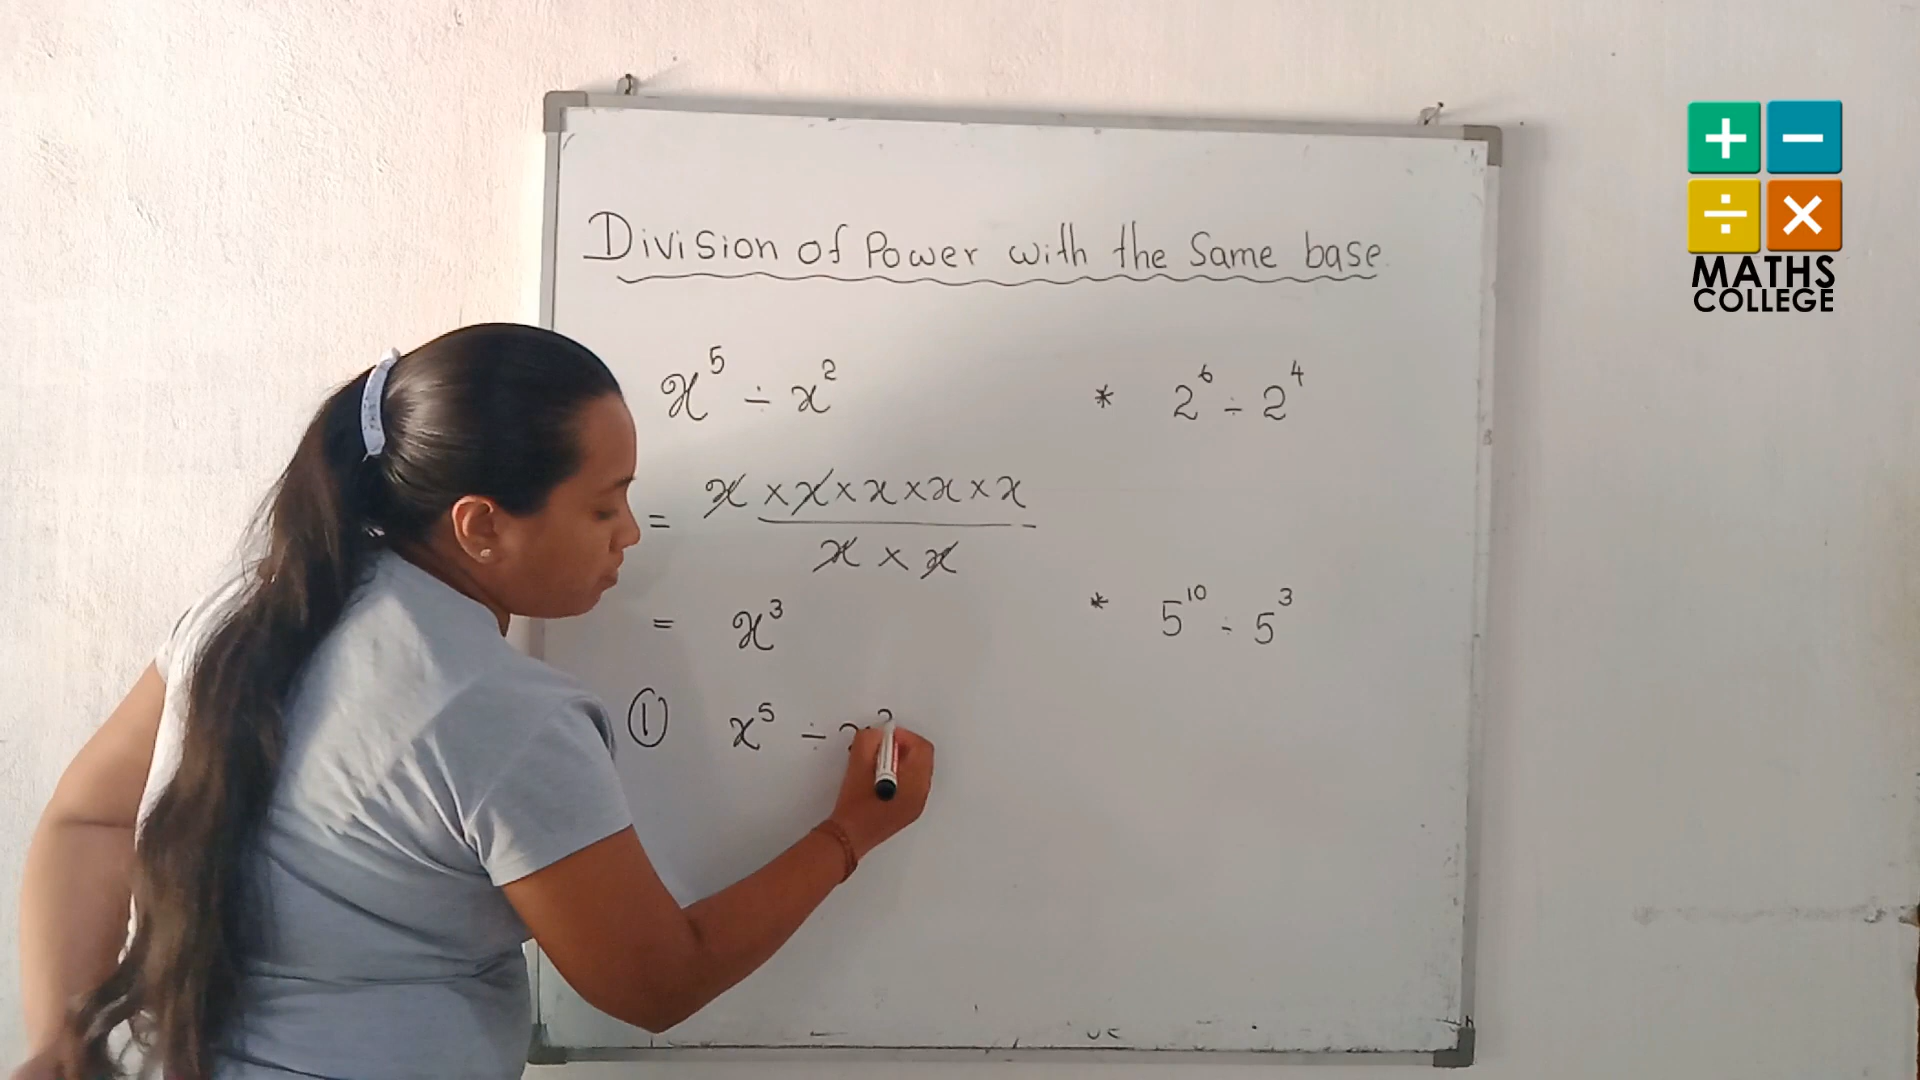 Division of Power with the Same base
x⁵ ÷ x²
= x × x × x × x × x
x × x
= x³
① x⁵ ÷
* 2⁶ ÷ 2⁴
* 5¹⁰ ÷ 5³
+ −
÷ ×
MATHS
COLLEGE